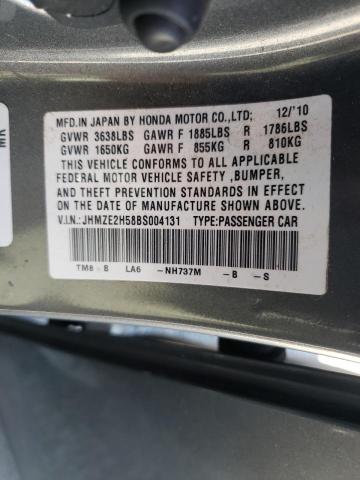 MFD.IN JAPAN BY HONDA MOTOR CO.,LTD; 12/'10
GVWR 3638LBS GAWR F 1885LBS R 1786LBS
GVWR 1650KG GAWR F 855KG R 810KG
THIS VEHICLE CONFORMS TO ALL APPLICABLE
FEDERAL MOTOR VEHICLE SAFETY ,BUMPER,
AND THEFT PREVENTION STANDARDS IN EFFECT
ON THE DATE OF MANUFACTURE SHOWN ABOVE.
V.I.N: JHMZE2H58BS004131 TYPE:PASSENGER CAR
TM8 - B LA6 -NH737M -B -S